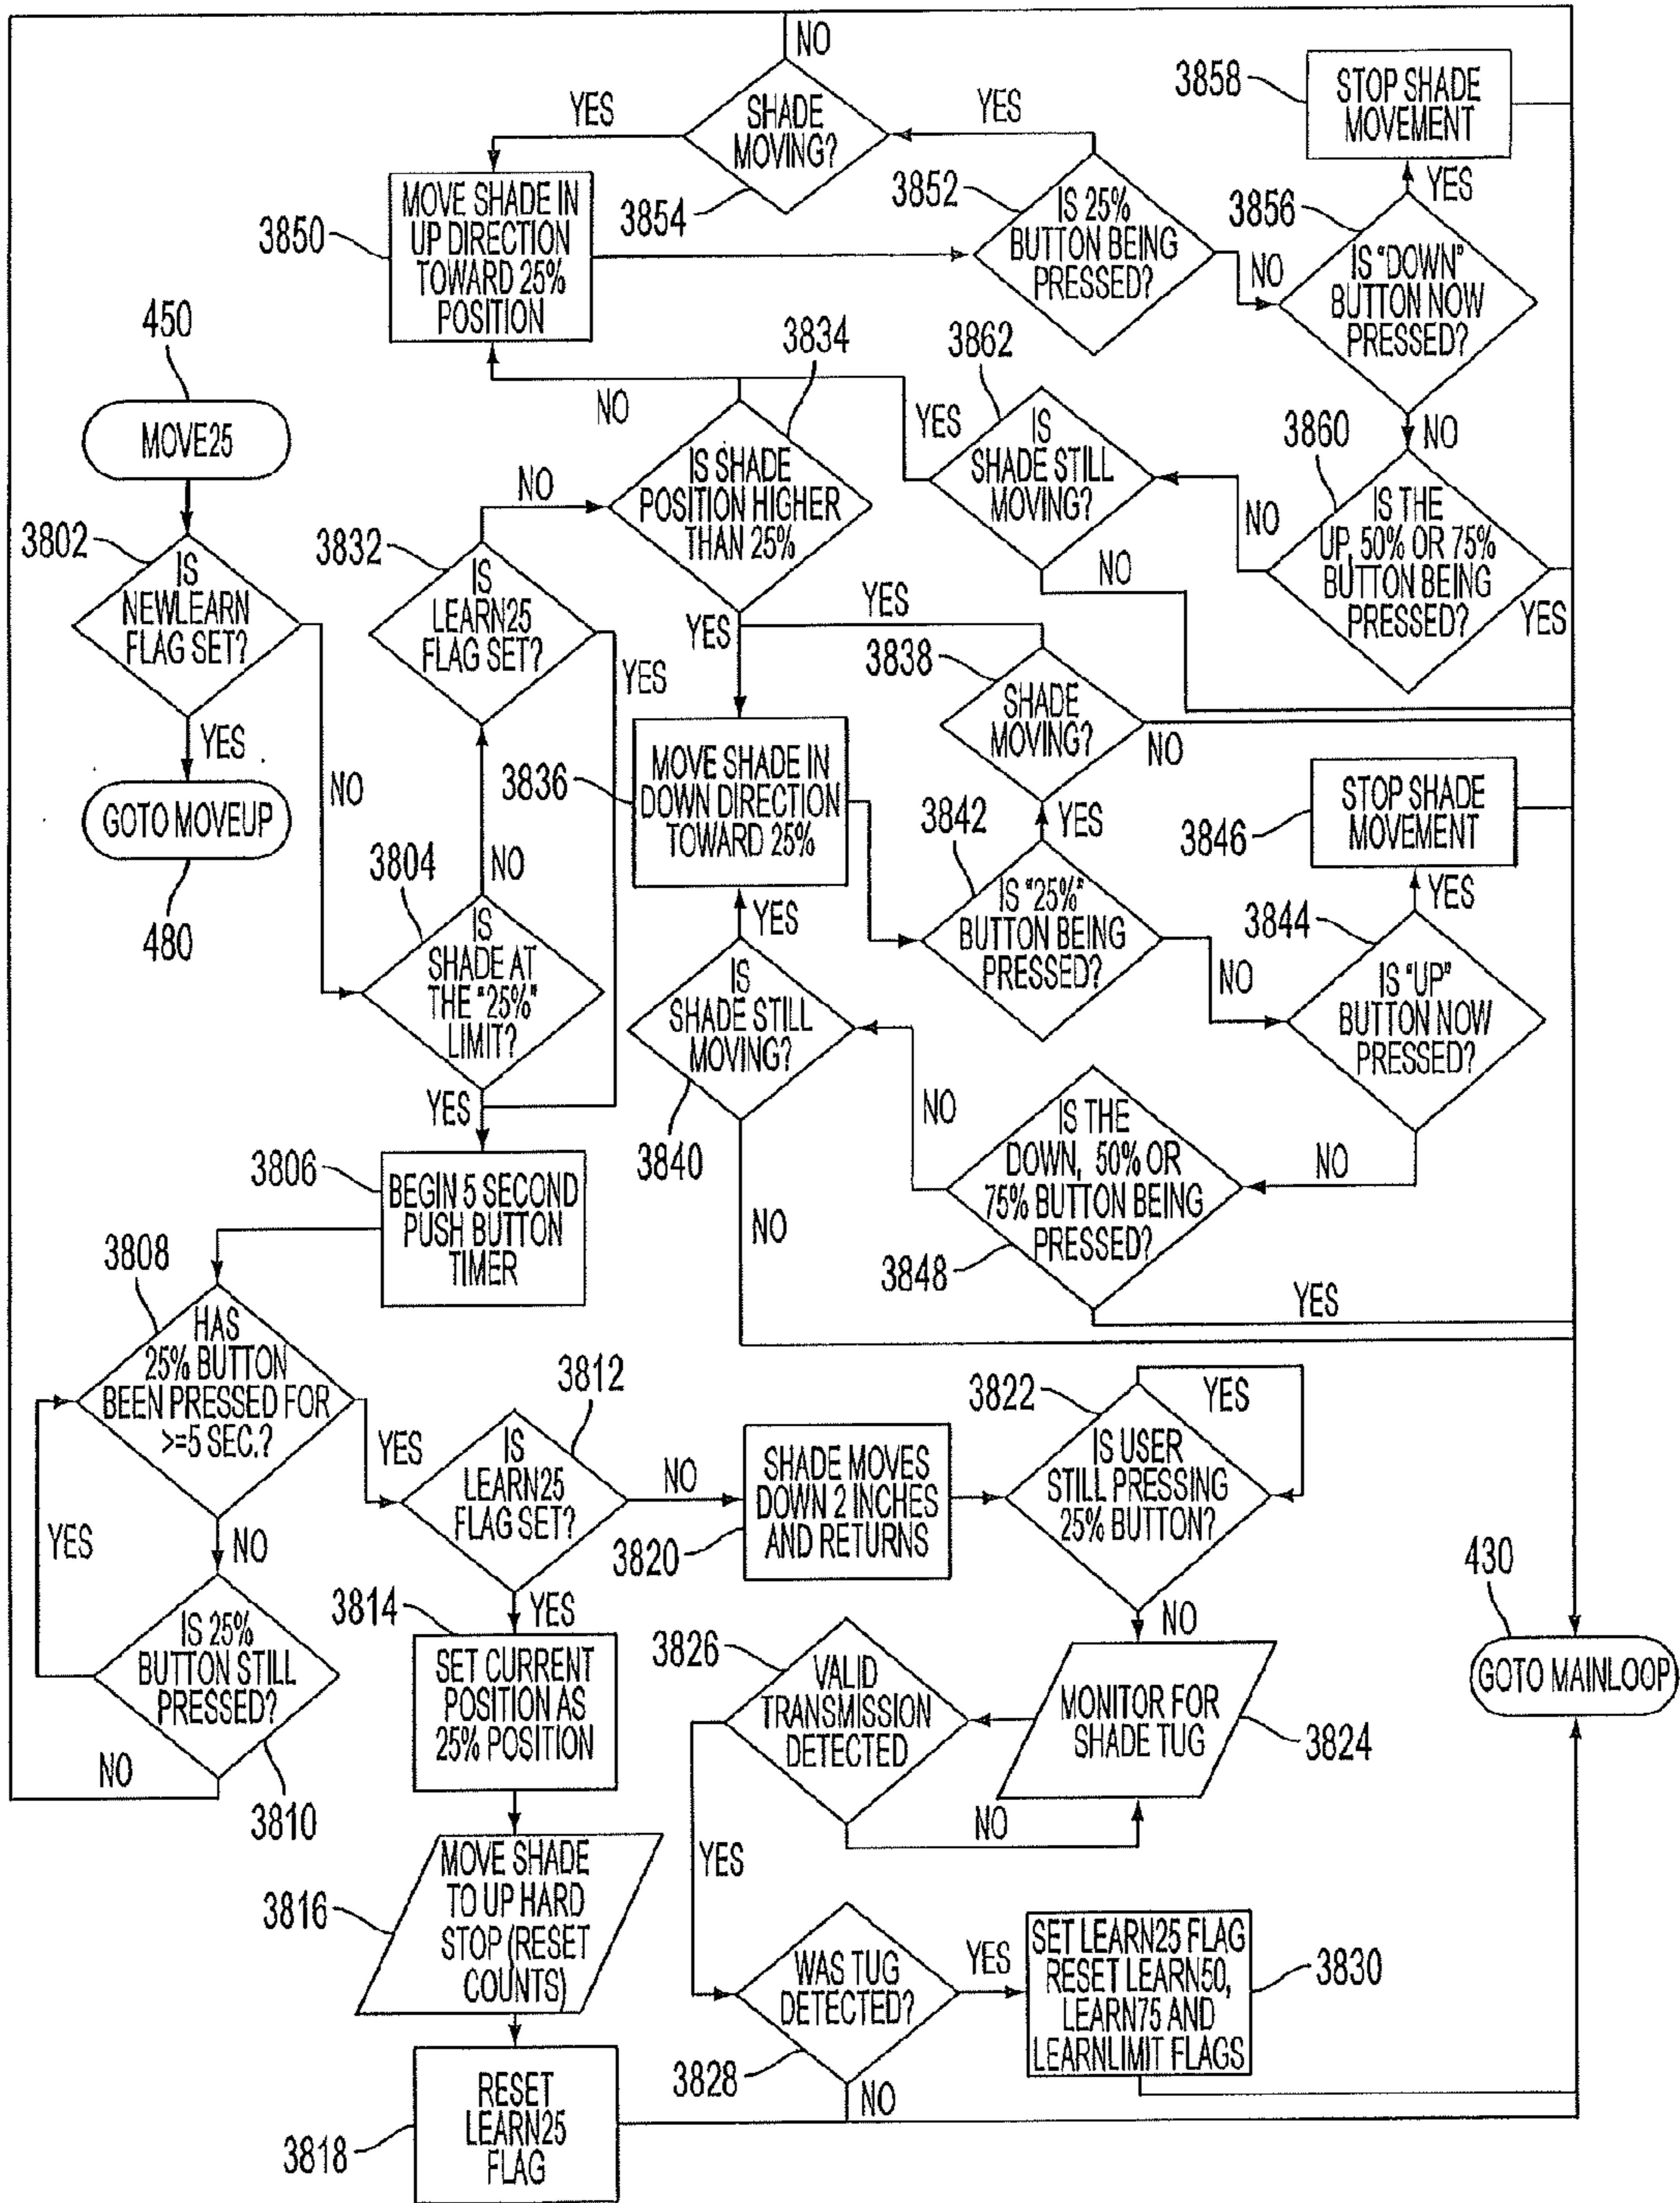 NO
3858
STOP SHADE
MOVEMENT
YES
SHADE
MOVING?
3854
YES
3852
IS 25%
BUTTON BEING
PRESSED?
3856
YES
IS "DOWN"
BUTTON NOW
PRESSED?
NO
3850
MOVE SHADE IN
UP DIRECTION
TOWARD 25%
POSITION
450
MOVE25
NO
3834
IS SHADE
POSITION HIGHER
THAN 25%
YES
3862
IS
SHADE STILL
MOVING?
YES
NO
3860
NO
IS THE
UP, 50% OR 75%
BUTTON BEING
PRESSED?
NO
YES
3802
IS
NEWLEARN
FLAG SET?
YES
NO
GOTO MOVEUP
480
3832
IS
LEARN25
FLAG SET?
NO
YES
3804
NO
IS
SHADE AT
THE "25%"
LIMIT?
YES
3836
MOVE SHADE IN
DOWN DIRECTION
TOWARD 25%
YES
3838
SHADE
MOVING?
NO
3842
YES
IS "25%"
BUTTON BEING
PRESSED?
NO
3846
STOP SHADE
MOVEMENT
3844
YES
IS "UP"
BUTTON NOW
PRESSED?
NO
YES
IS
SHADE STILL
MOVING?
3840
NO
NO
IS THE
DOWN, 50% OR
75% BUTTON BEING
PRESSED?
3848
YES
3806
BEGIN 5 SECOND
PUSH BUTTON
TIMER
3808
HAS
25% BUTTON
BEEN PRESSED FOR
>=5 SEC.?
YES
NO
YES
IS 25%
BUTTON STILL
PRESSED?
NO
3810
3812
IS
LEARN25
FLAG SET?
NO
YES
3814
SET CURRENT
POSITION AS
25% POSITION
3816
MOVE SHADE
TO UP HARD
STOP (RESET
COUNTS)
3818
RESET
LEARN25
FLAG
3820
SHADE MOVES
DOWN 2 INCHES
AND RETURNS
3822
YES
IS USER
STILL PRESSING
25% BUTTON?
NO
3824
MONITOR FOR
SHADE TUG
3826
VALID
TRANSMISSION
DETECTED
NO
YES
WAS TUG
DETECTED?
3828
YES
NO
SET LEARN25 FLAG
RESET LEARN50,
LEARN75 AND
LEARNLIMIT FLAGS
3830
430
GOTO MAINLOOP